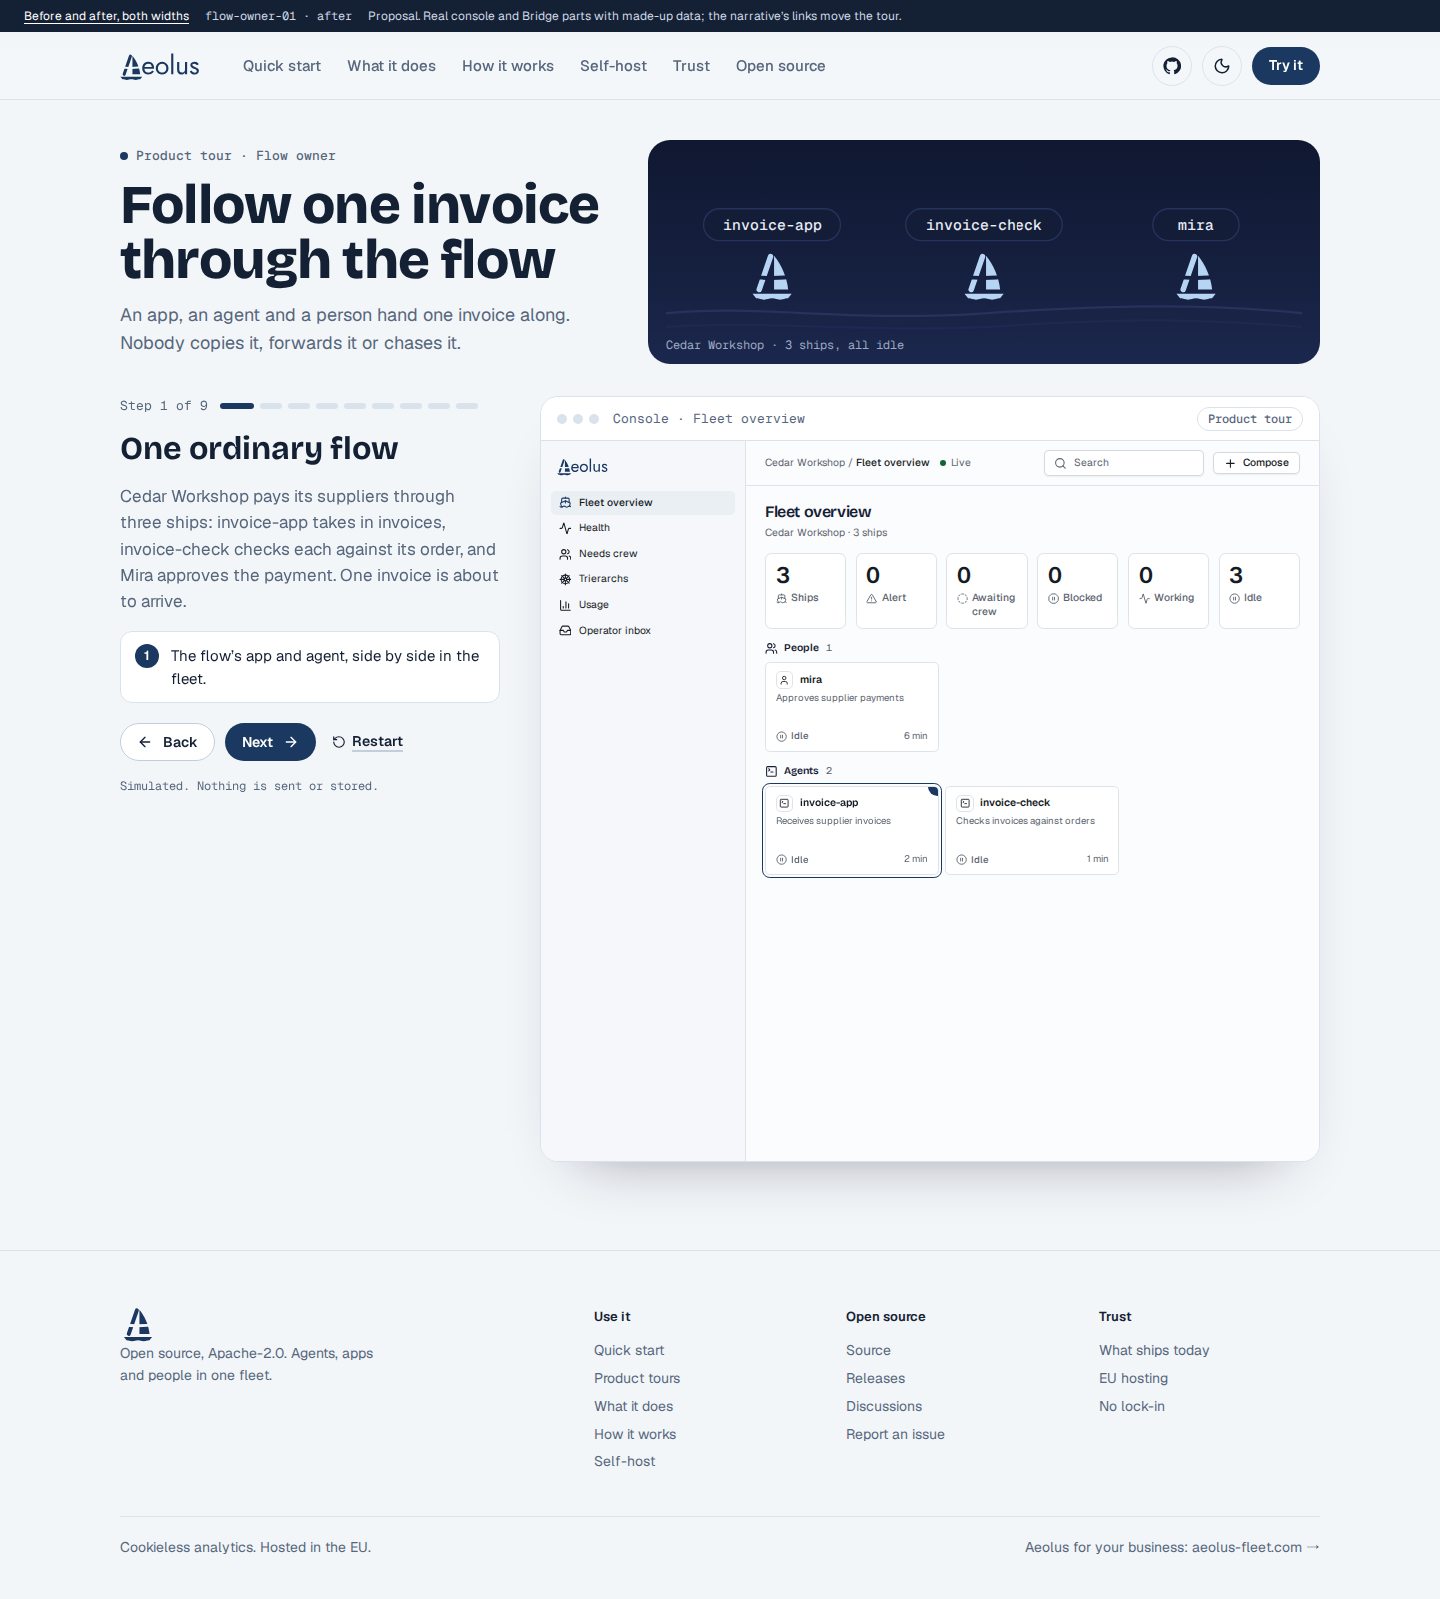 Before and after, both widths flow-owner-01 · after Proposal. Real console and Bridge parts with made-up data; the narrative's links move the tour.
Aeolus Quick start What it does How it works Self-host Trust Open source Try it
Product tour · Flow owner
Follow one invoice
through the flow
An app, an agent and a person hand one invoice along.
Nobody copies it, forwards it or chases it.
invoice-app invoice-check mira
Cedar Workshop · 3 ships, all idle
Step 1 of 9
One ordinary flow
Cedar Workshop pays its suppliers through
three ships: invoice-app takes in invoices,
invoice-check checks each against its order, and
Mira approves the payment. One invoice is about
to arrive.
1 The flow’s app and agent, side by side in the
fleet.
Back Next Restart
Simulated. Nothing is sent or stored.
Console · Fleet overview Product tour
Aeolus
Fleet overview
Health
Needs crew
Trierarchs
Usage
Operator inbox
Cedar Workshop / Fleet overview Live Search Compose
Fleet overview
Cedar Workshop · 3 ships
3 0 0 0 0 3
Ships Alert Awaiting crew Blocked Working Idle
People 1
mira
Approves supplier payments
Idle 6 min
Agents 2
invoice-app invoice-check
Receives supplier invoices Checks invoices against orders
Idle 2 min Idle 1 min
Open source, Apache-2.0. Agents, apps
and people in one fleet.
Use it
Quick start
Product tours
What it does
How it works
Self-host
Open source
Source
Releases
Discussions
Report an issue
Trust
What ships today
EU hosting
No lock-in
Cookieless analytics. Hosted in the EU.
Aeolus for your business: aeolus-fleet.com →